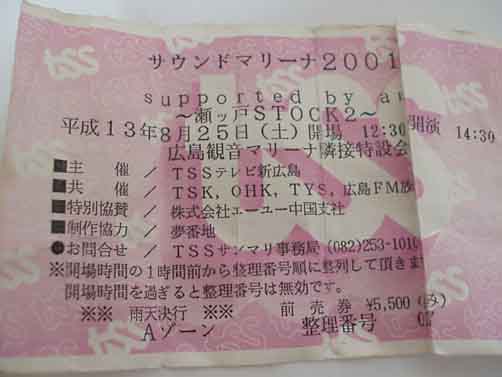 サウンドマリーナ2001
supported by au
～瀬ッ戸STOCK2～
平成13年8月25日（土）開場 12:30 開演 14:30
広島観音マリーナ隣接特設会
■主 催 ／ TSSテレビ新広島
■共 催 ／ TSK, OHK, TYS, 広島FM放
■特別協賛 ／ 株式会社エーユー中国支社
■制作協力 ／ 夢番地
●お問合せ ／ TSSサンマリ事務局 (082)253-1010
※開場時間の1時間前から整理番号順に整列して頂きま
開場時間を過ぎると整理番号は無効です。
※※ 雨天決行 ※※ 前売券 ¥5,500
Aゾーン 整理番号